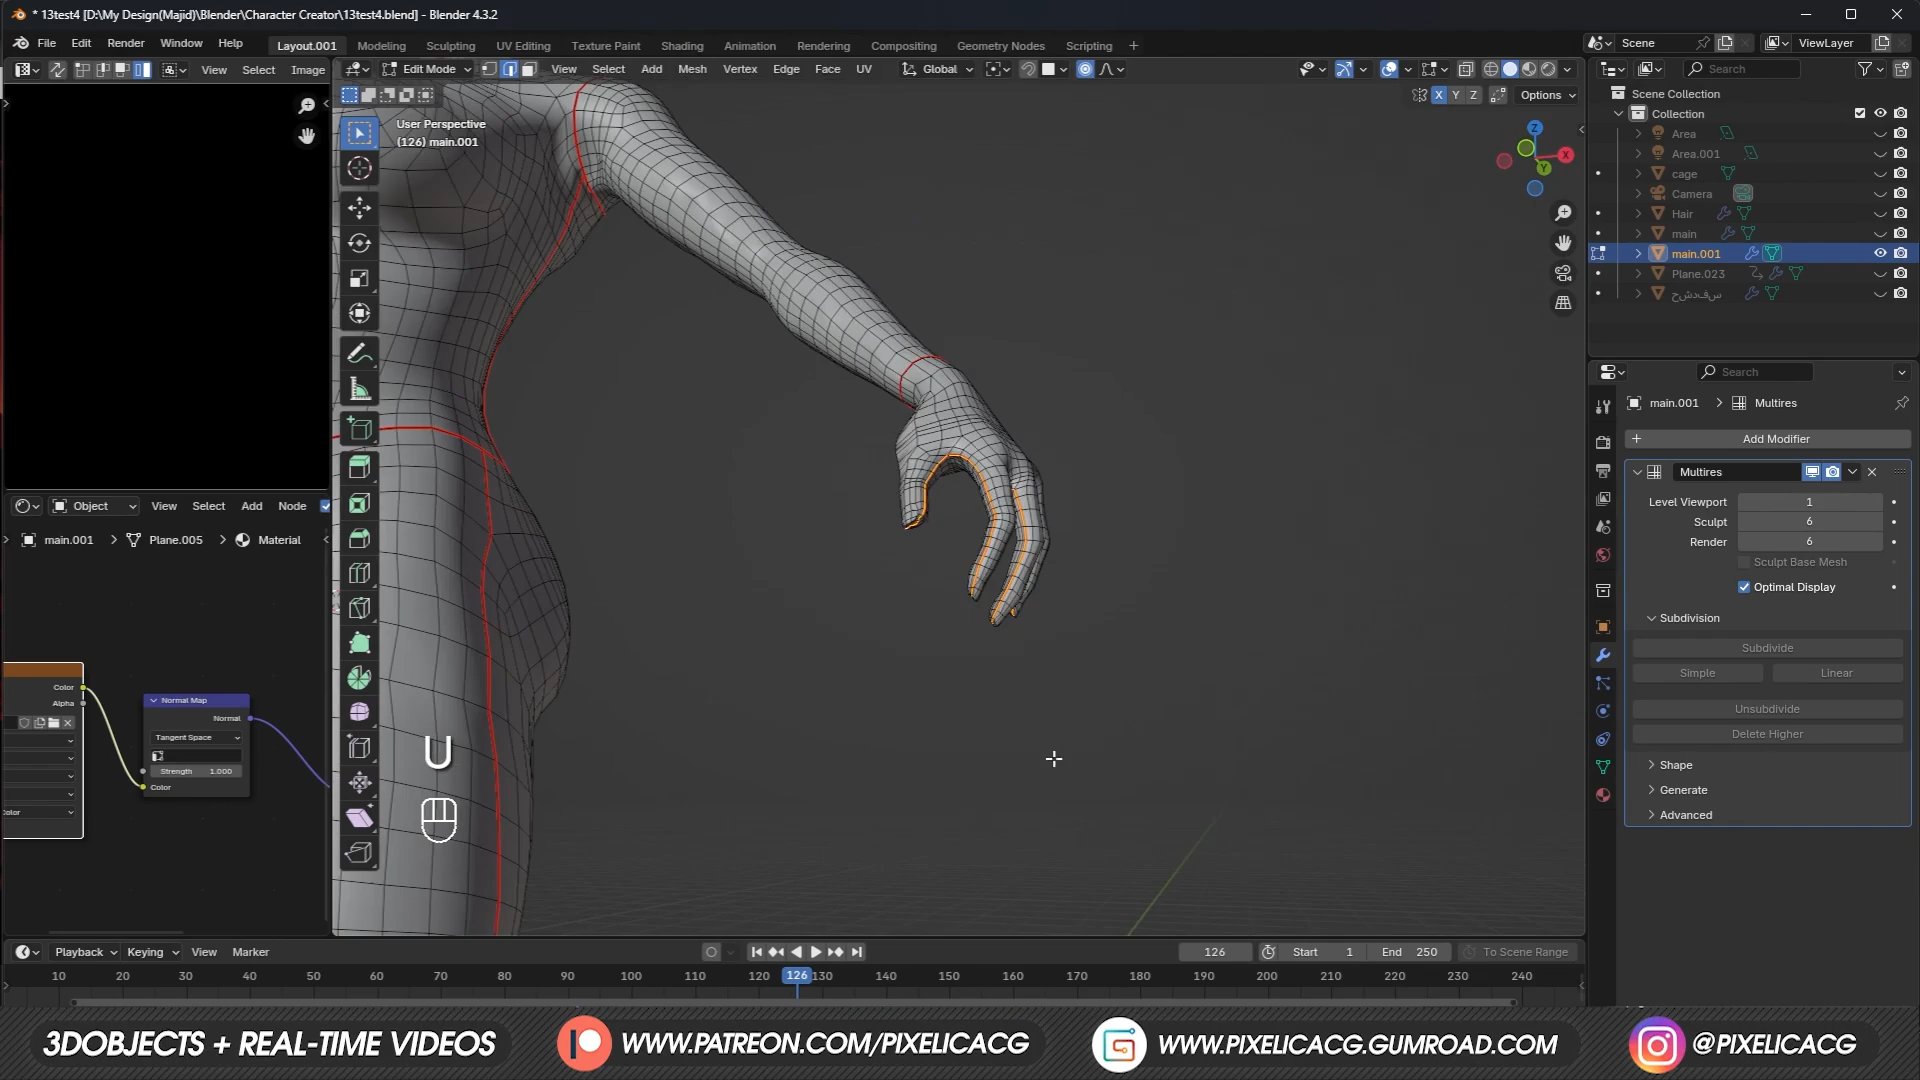 * 13test4 [D:\My Design(Majid)\Blender\Character Creator\13test4.blend] - Blender 4.3.2
File Edit Render Window Help Layout.001 Modeling Sculpting UV Editing Texture Paint Shading Animation Rendering Compositing Geometry Nodes Scripting + Scene ViewLayer
View Select Image Edit Mode View Select Add Mesh Vertex Edge Face UV Global Search
X Y Z Options
User Perspective
(126) main.001
Z
X
Y
Scene Collection
Collection
Area
Area.001
cage
Camera
Hair
main
main.001
Plane.023
سفدشح
Search
main.001 > Multires
+ Add Modifier
Multires
Level Viewport 1
Sculpt 6
Render 6
Sculpt Base Mesh
Optimal Display
Subdivision
Subdivide
Simple Linear
Unsubdivide
Delete Higher
Shape
Generate
Advanced
Object View Select Add Node
main.001 > Plane.005 > Material
Color
Alpha
Normal Map
Normal
Tangent Space
Strength 1.000
Color
olor
U
Playback Keying View Marker 126 Start 1 End 250 To Scene Range
10 20 30 40 50 60 70 80 90 100 110 120 126 130 140 150 160 170 180 190 200 210 220 230 240
3DOBJECTS + REAL-TIME VIDEOS WWW.PATREON.COM/PIXELICACG WWW.PIXELICACG.GUMROAD.COM @PIXELICACG